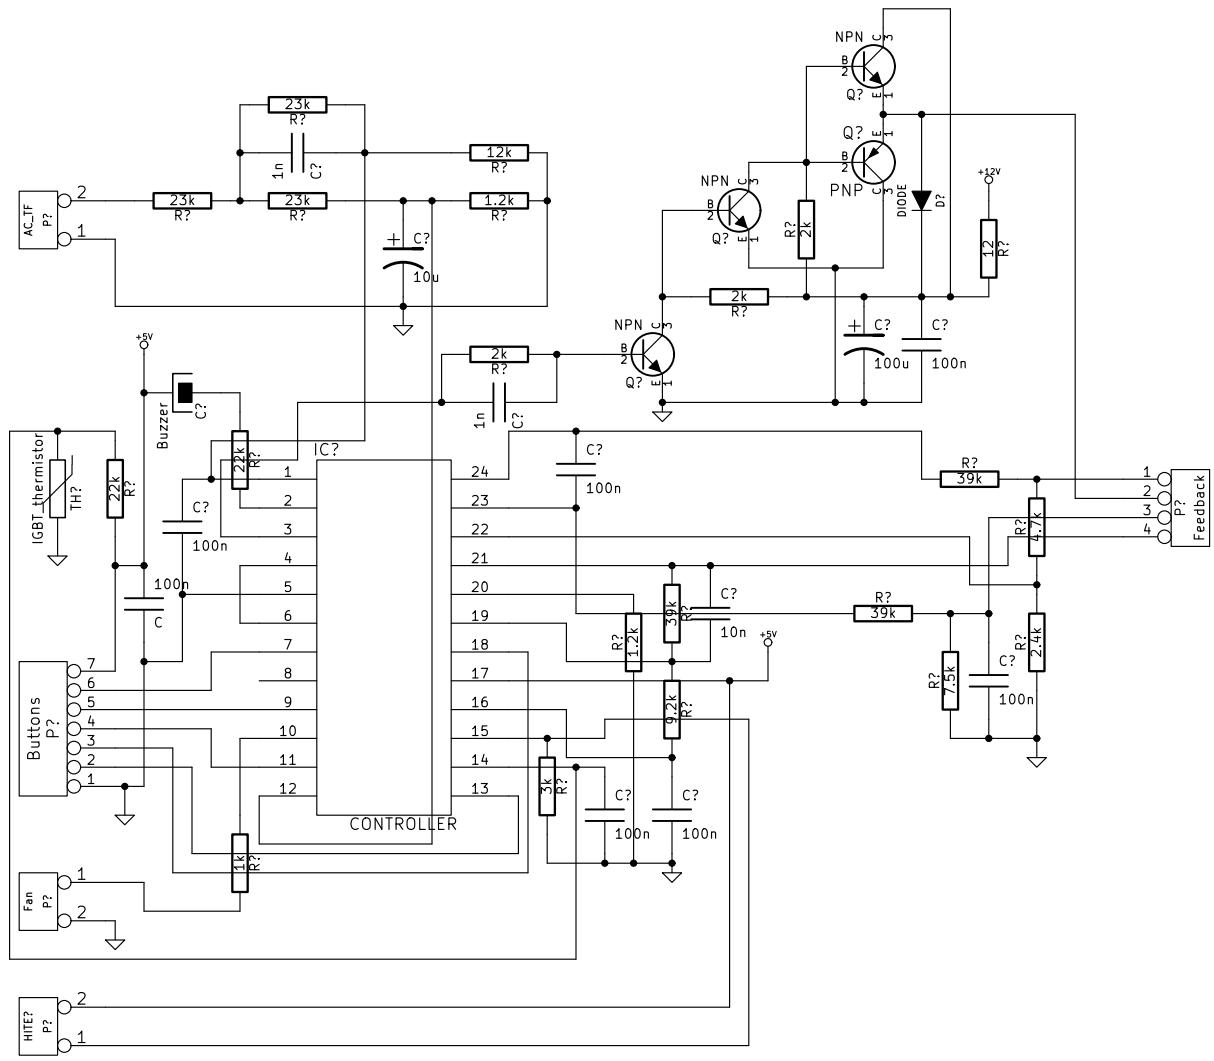 NPN
C
3
B
2
Q?
E
1
Q?
E
1
B
2
PNP
C
3
NPN
C
3
B
2
Q?
E
1
DIODE
D?
+12V
12
R?
R?
2k
2k
R?
C?
100u
C?
100n
NPN
C
3
B
2
Q?
E
1
23k
R?
1n
C?
12k
R?
AC_TF
P?
2
1
23k
R?
23k
R?
1.2k
R?
C?
10u
2k
R?
1n
C?
+5V
Buzzer
C?
22k
R?
IGBT_thermistor
TH?
22k
R?
C?
100n
100n
C
IC?
1
2
3
4
5
6
7
8
9
10
11
12
24
23
22
21
20
19
18
17
16
15
14
13
CONTROLLER
C?
100n
R?
39k
R?
4.7k
1
2
3
4
P?
Feedback
39k
R?
C?
10n
R?
1.2k
+5V
R?
39k
R?
7.5k
C?
100n
R?
2.4k
9.2k
R?
3k
R?
C?
100n
C?
100n
Buttons
P?
7
6
5
4
3
2
1
1k
R?
Fan
P?
1
2
HITE?
P?
2
1